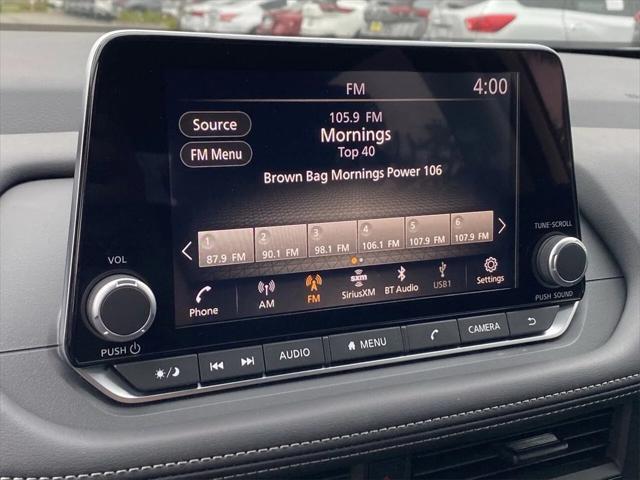 FM
4:00
Source
105.9 FM
Mornings
FM Menu
Top 40
Brown Bag Mornings Power 106
1
87.9 FM
2
90.1 FM
3
98.1 FM
4
106.1 FM
5
107.9 FM
6
107.9 FM
Phone
AM
FM
sxm
SiriusXM
BT Audio
USB1
Settings
VOL
PUSH
TUNE·SCROLL
PUSH SOUND
AUDIO
MENU
CAMERA